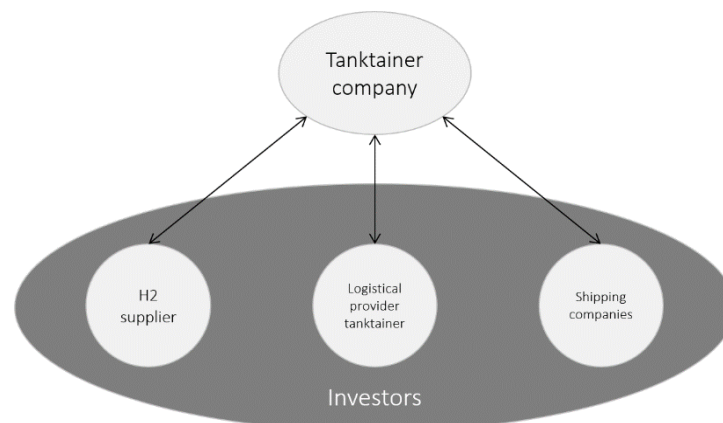 Tanktainer
company
H2
supplier
Logistical
provider
tanktainer
Shipping
companies
Investors